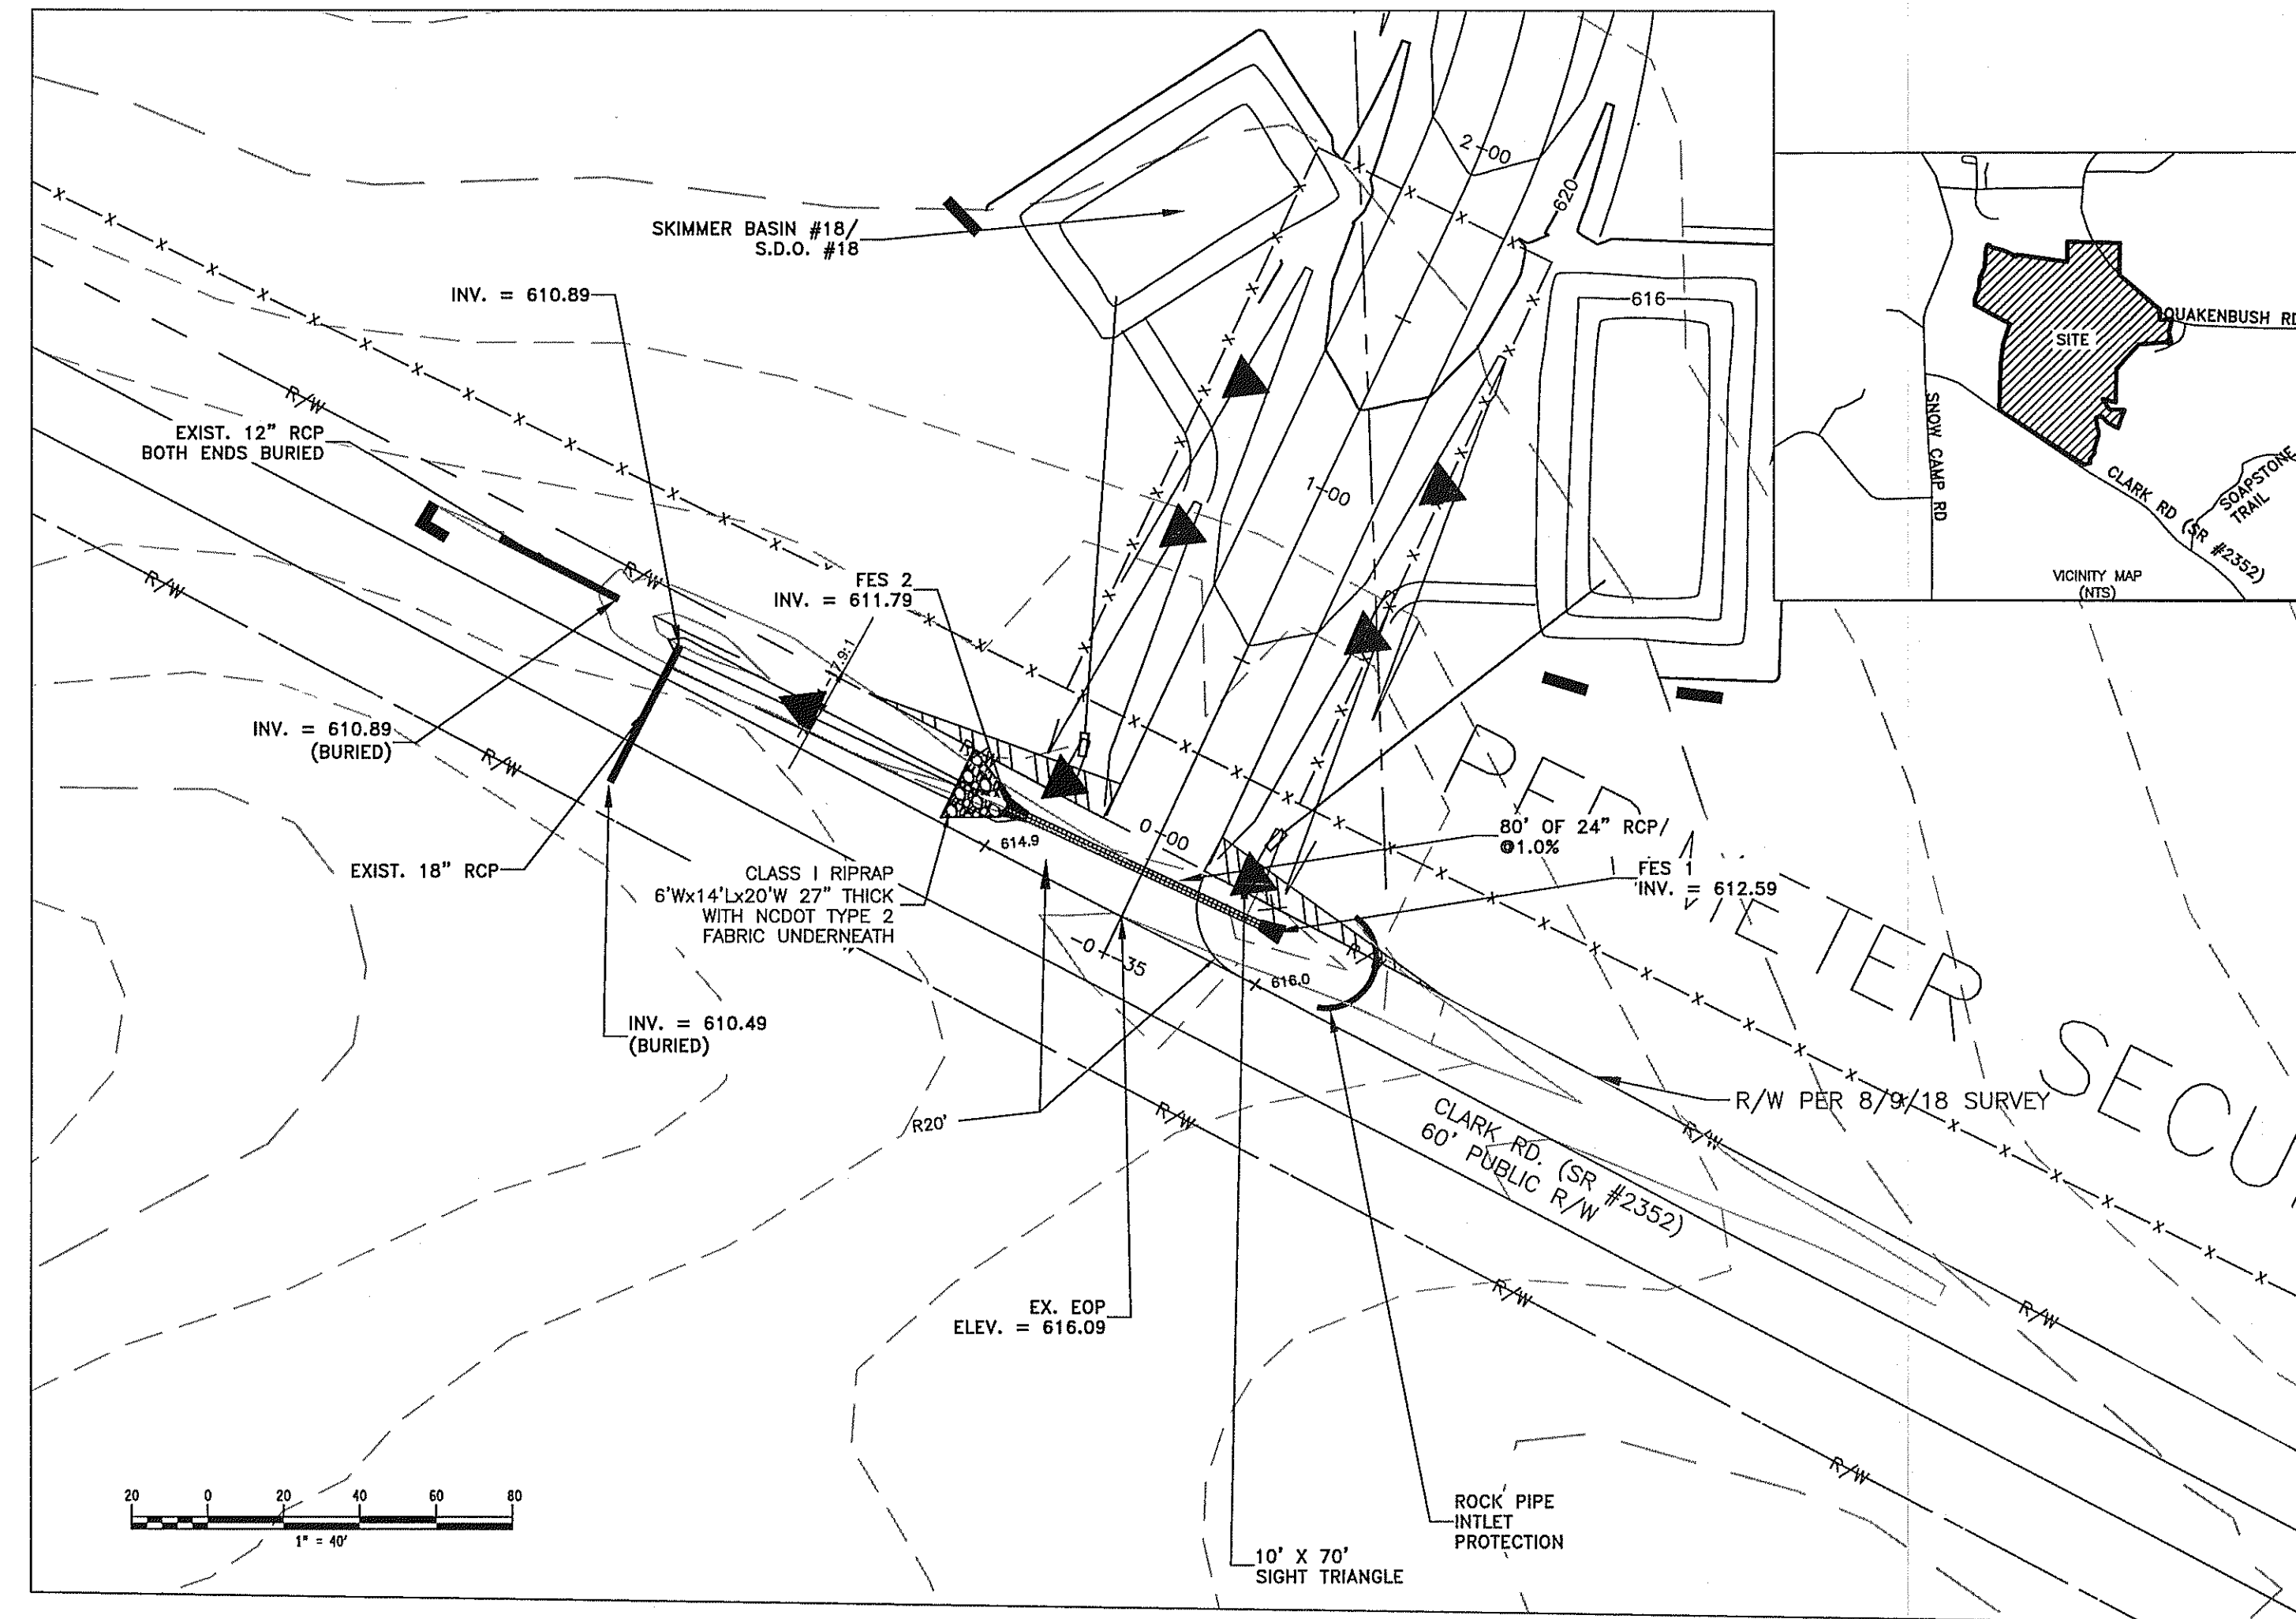 2+00
620
SKIMMER BASIN #18/
S.D.O. #18
616
INV. = 610.89
QUAKENBUSH RD
SITE
SNOW CAMP RD
CLARK RD (SR #2352)
SOAPSTONE
TRAIL
VICINITY MAP
(NTS)
R/W
EXIST. 12" RCP
BOTH ENDS BURIED
1+00
R/W
R/W
FES 2
INV. = 611.79
7.9:1
INV. = 610.89
(BURIED)
R/W
R/W
PERIMETER SECU
0+00
80' OF 24" RCP/
@1.0%
614.9
EXIST. 18" RCP
CLASS I RIPRAP
6'Wx14'Lx20'W 27" THICK
WITH NCDOT TYPE 2
FABRIC UNDERNEATH
FES 1
INV. = 612.59
-0+35
R/W
616.0
INV. = 610.49
(BURIED)
R20'
R/W
R/W PER 8/9/18 SURVEY
R/W
CLARK RD. (SR #2352)
60' PUBLIC R/W
EX. EOP
ELEV. = 616.09
R/W
R/W
R/W
20 0 20 40 60 80
1" = 40'
ROCK PIPE
INTLET
PROTECTION
10' X 70'
SIGHT TRIANGLE